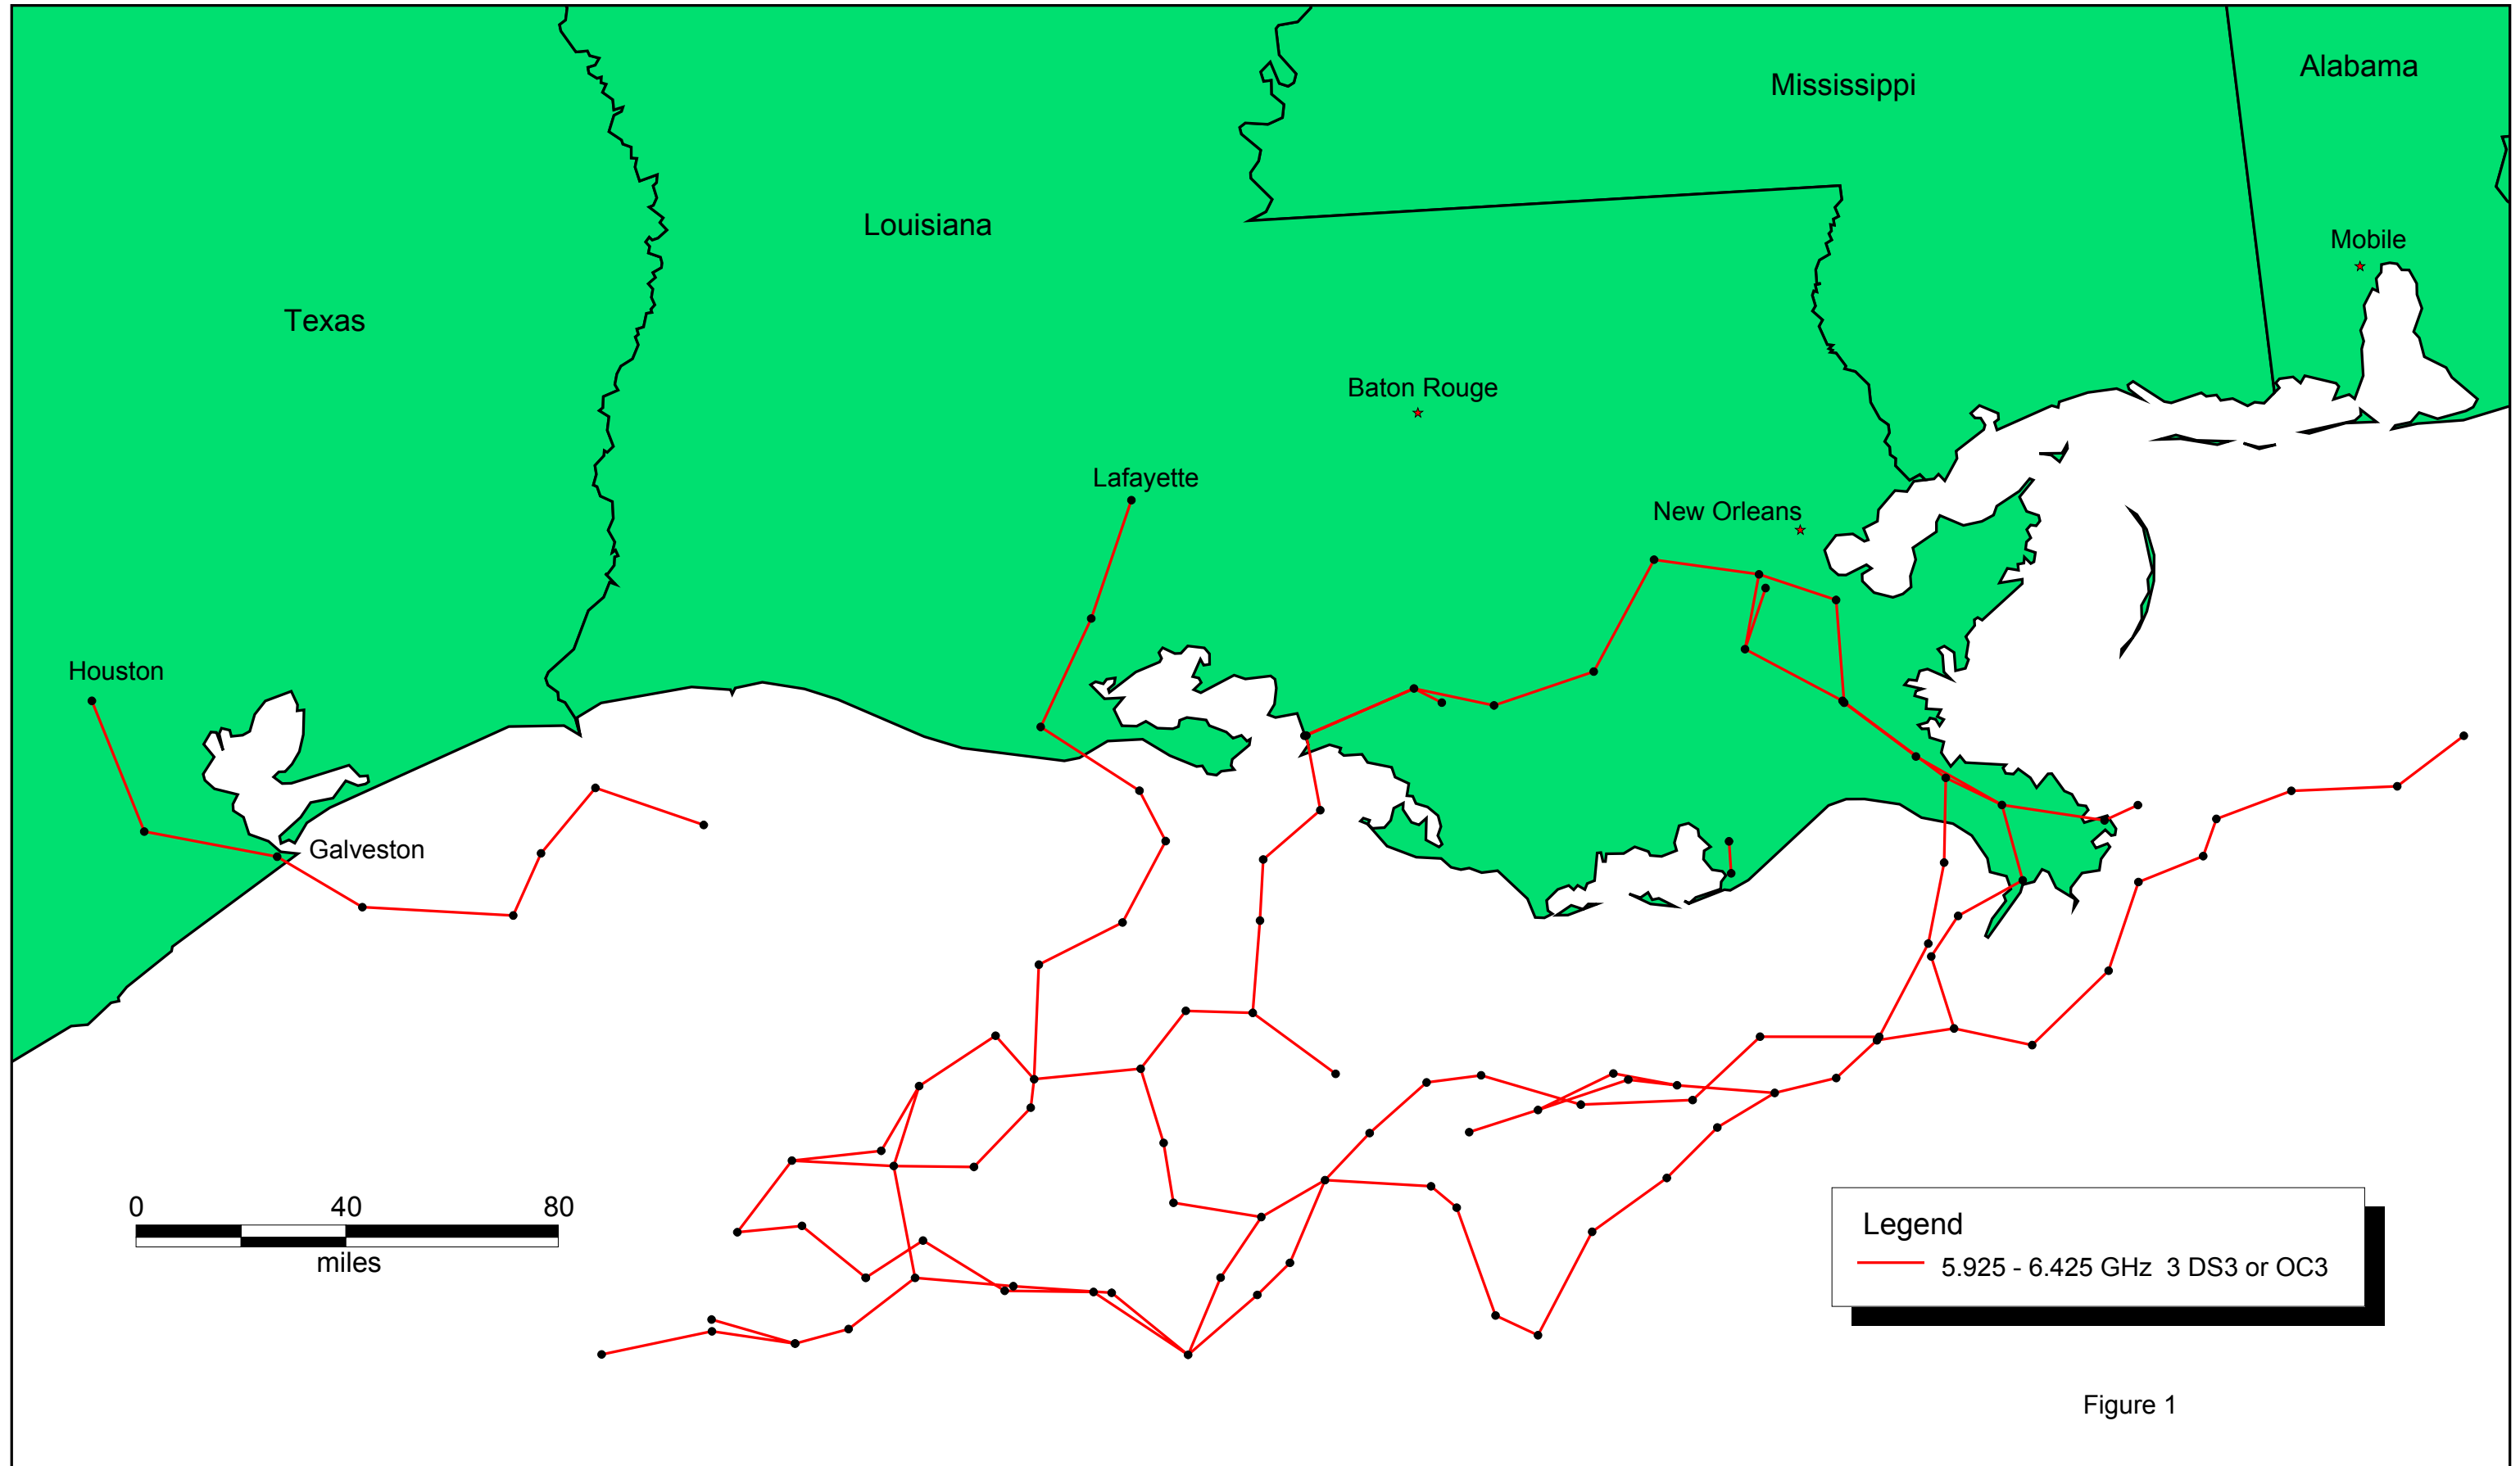 Alabama
Mississippi
Louisiana
Mobile
Texas
Baton Rouge
Lafayette
New Orleans
Houston
Galveston
0 40 80
miles
Legend
5.925 - 6.425 GHz 3 DS3 or OC3
Figure 1